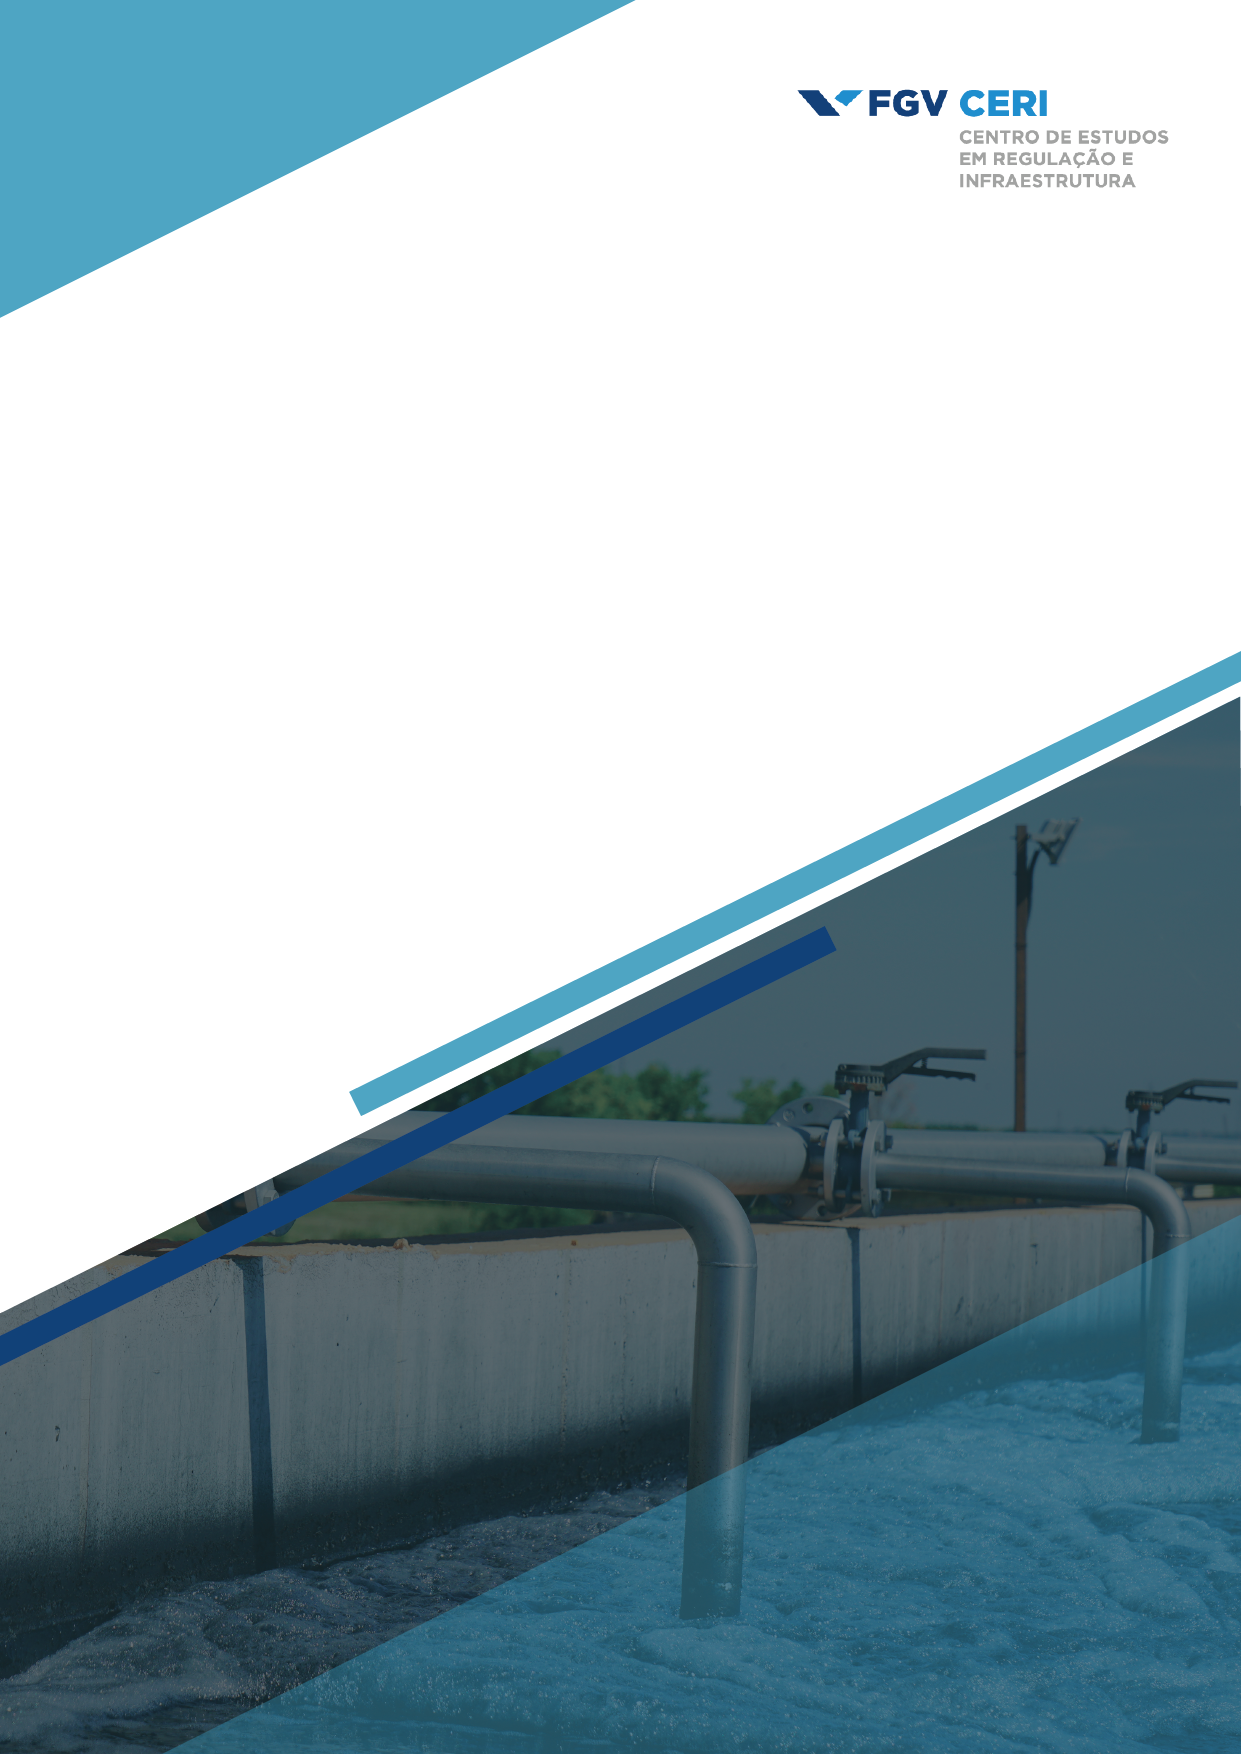 FGV CERI
CENTRO DE ESTUDOS
EM REGULAÇÃO E
INFRAESTRUTURA